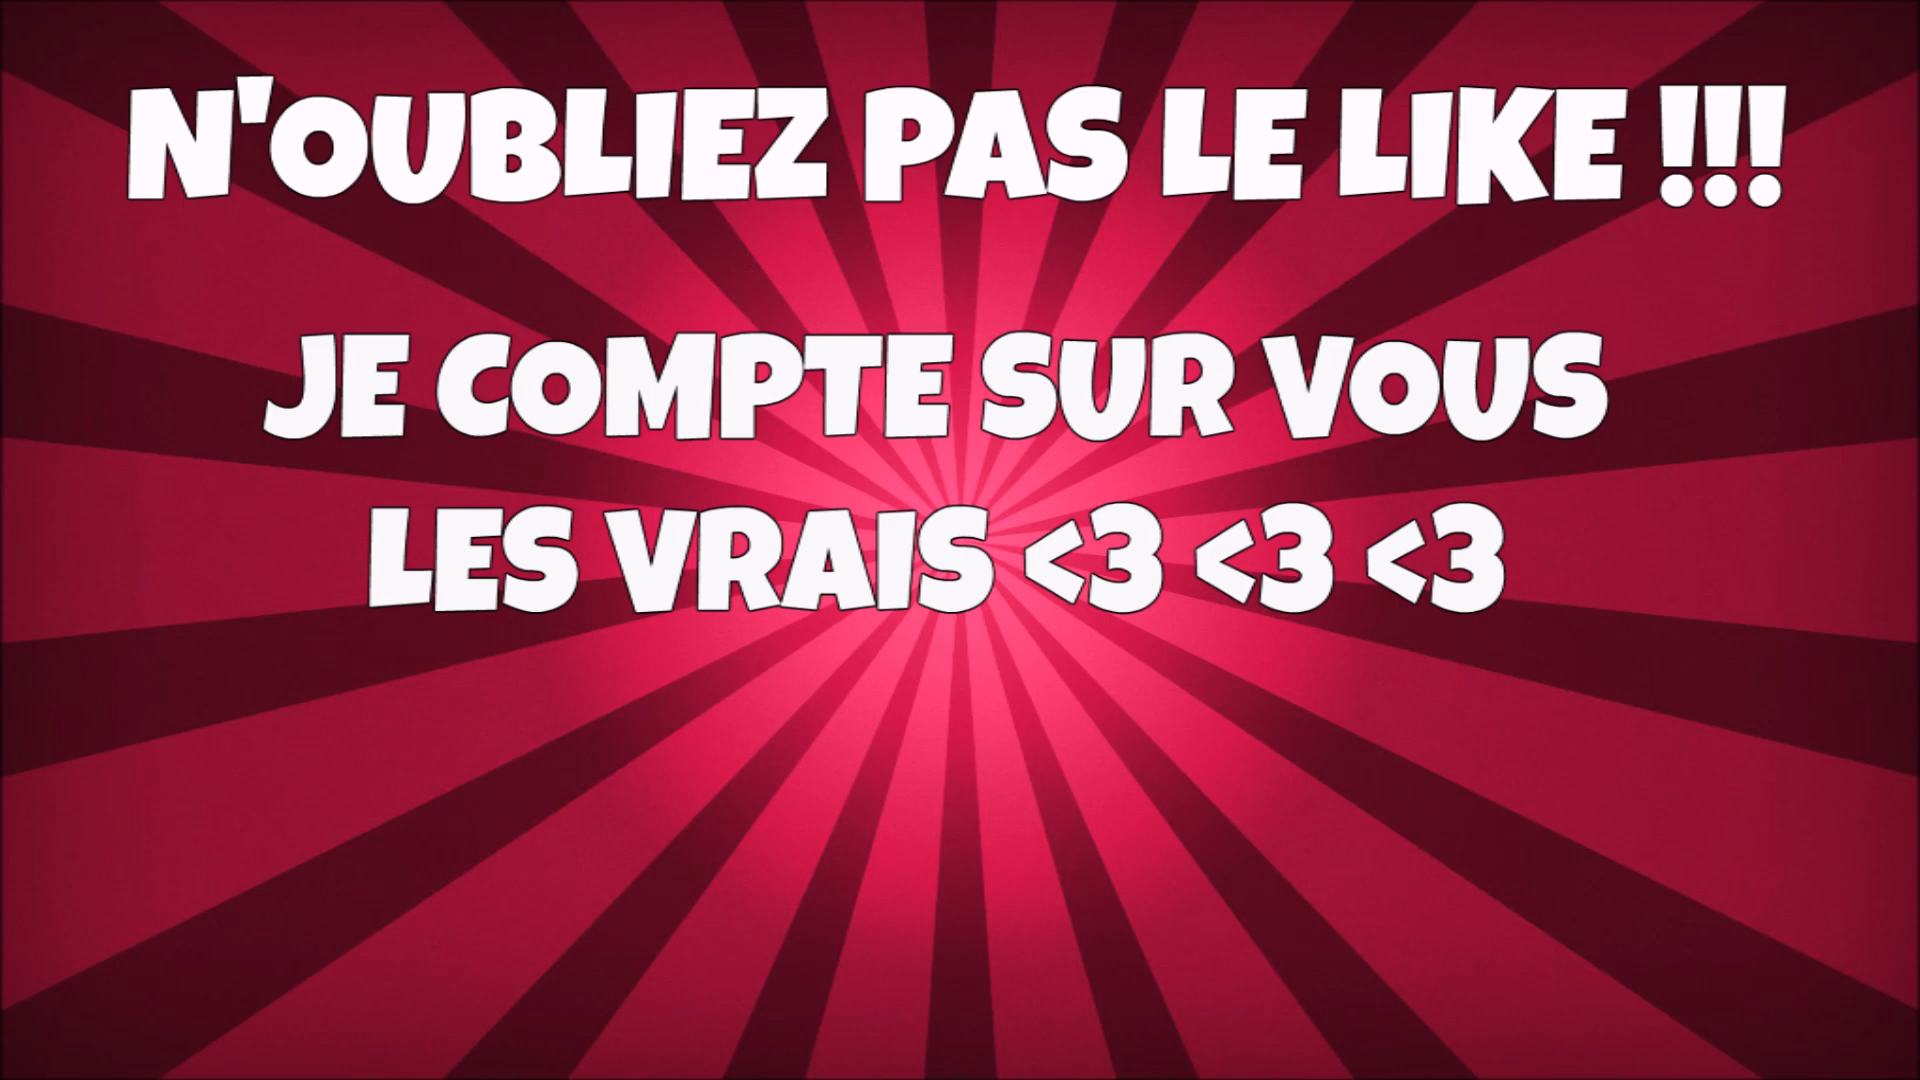 N'OUBLIEZ PAS LE LIKE !!!
JE COMPTE SUR VOUS
LES VRAIS <3 <3 <3